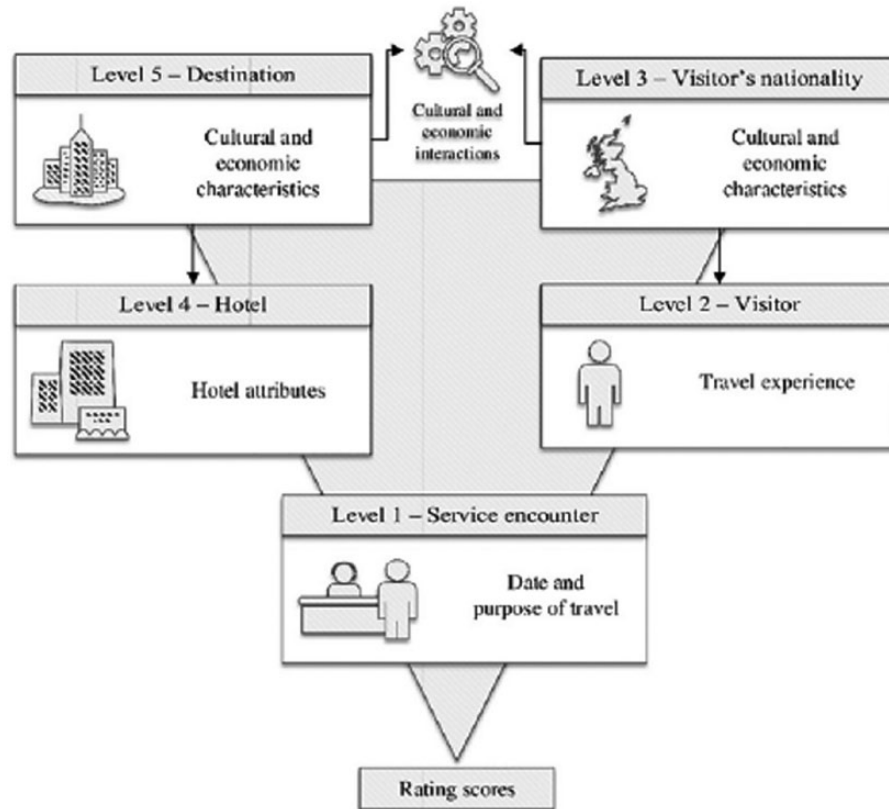 Level 5 – Destination
Cultural and
economic
characteristics
Cultural and
economic
interactions
Level 3 – Visitor's nationality
Cultural and
economic
characteristics
Level 4 – Hotel
Hotel attributes
Level 2 – Visitor
Travel experience
Level 1 – Service encounter
Date and
purpose of travel
Rating scores